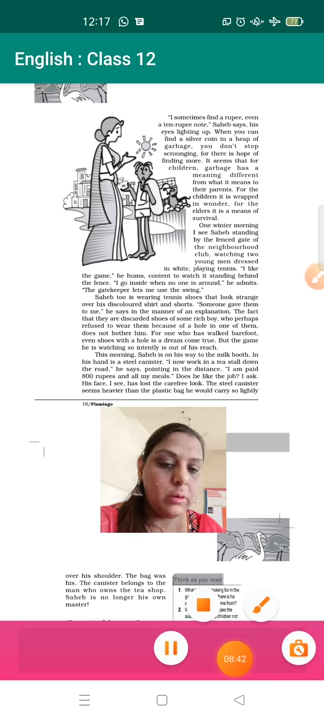 12:17
English : Class 12
"I sometimes find a rupee, even
a ten-rupee note," Saheb says, his
eyes lighting up. When you can
find a silver coin in a heap of
garbage, you don't stop
scrounging, for there is hope of
finding more. It seems that for
children, garbage has a
meaning different
from what it means to
their parents. For the
children it is wrapped
in wonder, for the
elders it is a means of
survival.
One winter morning
I see Saheb standing
by the fenced gate of
the neighbourhood
club, watching two
young men dressed
in white, playing tennis. "I like
the game," he hums, content to watch it standing behind
the fence. "I go inside when no one is around," he admits.
"The gatekeeper lets me use the swing."
Saheb too is wearing tennis shoes that look strange
over his discoloured shirt and shorts. "Someone gave them
to me," he says in the manner of an explanation. The fact
that they are discarded shoes of some rich boy, who perhaps
refused to wear them because of a hole in one of them,
does not bother him. For one who has walked barefoot,
even shoes with a hole is a dream come true. But the game
he is watching so intently is out of his reach.
This morning, Saheb is on his way to the milk booth. In
his hand is a steel canister. "I now work in a tea stall down
the road," he says, pointing in the distance. "I am paid
800 rupees and all my meals." Does he like the job? I ask.
His face, I see, has lost the carefree look. The steel canister
seems heavier than the plastic bag he would carry so lightly
16/Flamingo
over his shoulder. The bag was
his. The canister belongs to the
man who owns the tea shop.
Saheb is no longer his own
master!
Think as you read
1.
2.
08:42